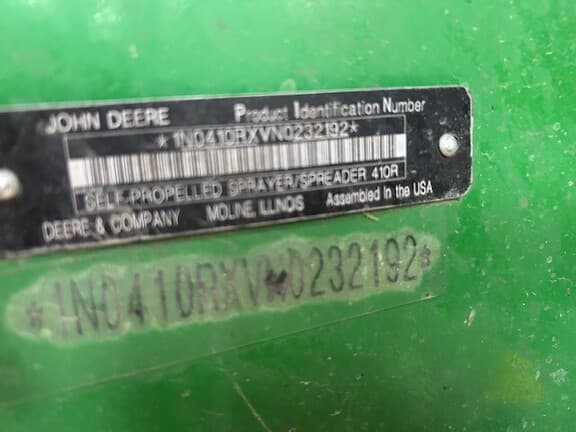 JOHN DEERE Product Identification Number
*1N0410RXVN0232192*
SELF-PROPELLED SPRAYER/SPREADER 410R
DEERE & COMPANY MOLINE, ILLINOIS Assembled in the USA
*1N0410RXVN0232192*